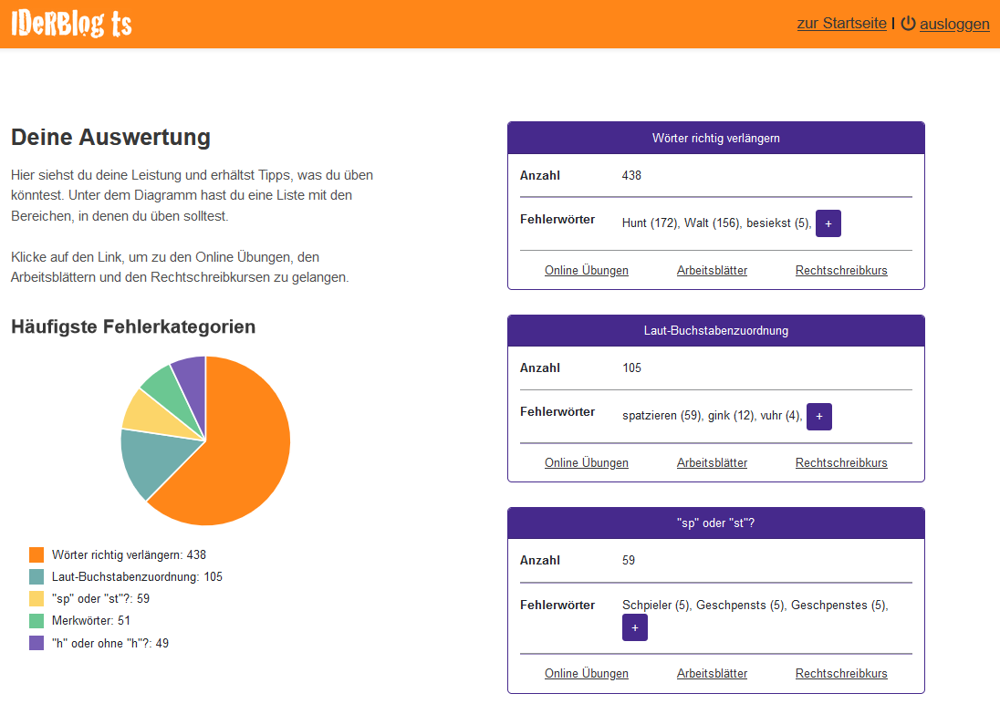 IDeRBlog ts
zur Startseite | ausloggen
Deine Auswertung
Hier siehst du deine Leistung und erhältst Tipps, was du üben
könntest. Unter dem Diagramm hast du eine Liste mit den
Bereichen, in denen du üben solltest.
Klicke auf den Link, um zu den Online Übungen, den
Arbeitsblättern und den Rechtschreibkursen zu gelangen.
Häufigste Fehlerkategorien
Wörter richtig verlängern: 438
Laut-Buchstabenzuordnung: 105
"sp" oder "st"?: 59
Merkwörter: 51
"h" oder ohne "h"?: 49
Wörter richtig verlängern
Anzahl 438
Fehlerwörter Hunt (172), Walt (156), besiekst (5), +
Online Übungen Arbeitsblätter Rechtschreibkurs
Laut-Buchstabenzuordnung
Anzahl 105
Fehlerwörter spatzieren (59), gink (12), vuhr (4), +
Online Übungen Arbeitsblätter Rechtschreibkurs
"sp" oder "st"?
Anzahl 59
Fehlerwörter Schpieler (5), Geschpensts (5), Geschpenstes (5),
+
Online Übungen Arbeitsblätter Rechtschreibkurs